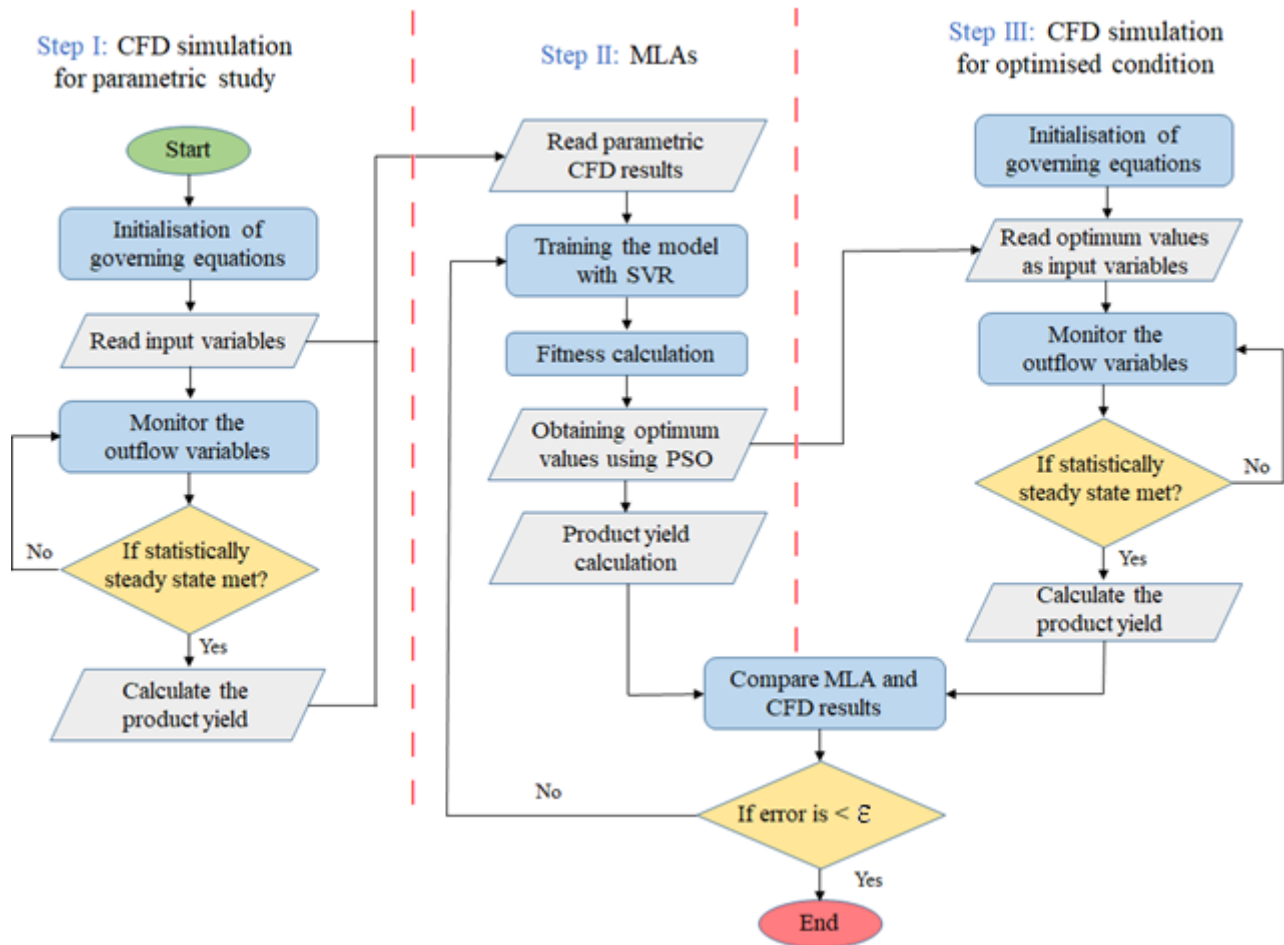 Step I: CFD simulation
for parametric study
Start
Initialisation of
governing equations
Read input variables
Monitor the
outflow variables
No
If statistically
steady state met?
Yes
Calculate the
product yield
Step II: MLAs
Read parametric
CFD results
Training the model
with SVR
Fitness calculation
Obtaining optimum
values using PSO
Product yield
calculation
Compare MLA and
CFD results
No
If error is < ε
Yes
End
Step III: CFD simulation
for optimised condition
Initialisation of
governing equations
Read optimum values
as input variables
Monitor the
outflow variables
If statistically
steady state met?
No
Yes
Calculate the
product yield